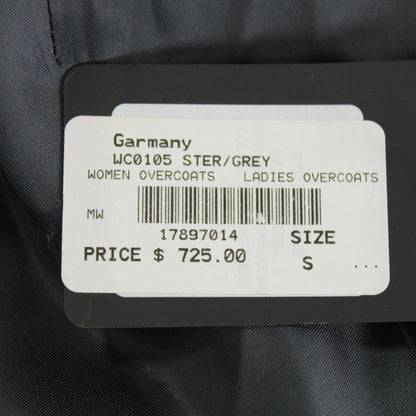 Garmany
WC0105 STER/GREY
WOMEN OVERCOATS LADIES OVERCOATS
MW
17897014 SIZE
PRICE $ 725.00 S ...